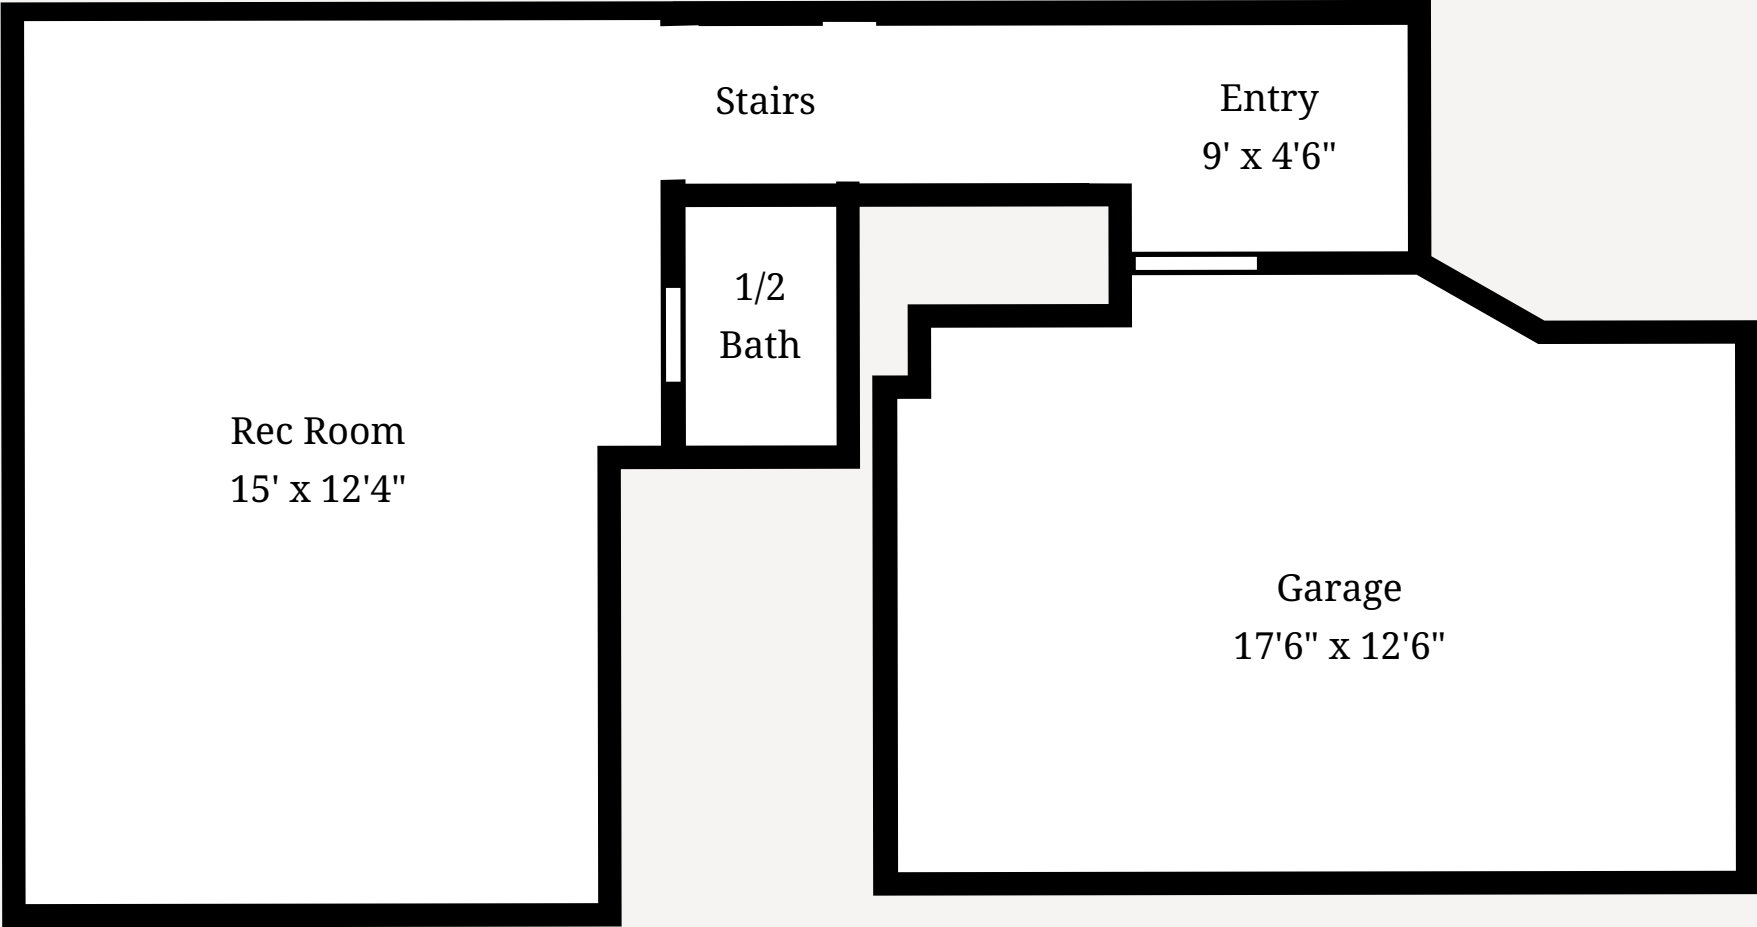 Stairs
Entry
9' x 4'6"
1/2
Bath
Rec Room
15' x 12'4"
Garage
17'6" x 12'6"